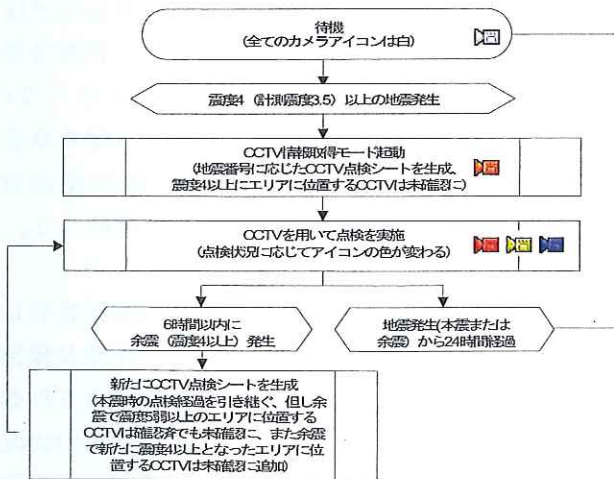 待機
(全てのカメラアイコンは白)
震度4 (計測震度3.5) 以上の地震発生
CCTV情報取得モード起動
(地震番号に応じたCCTV点検シートを生成、
震度4以上にエリアに位置するCCTVは未確認に)
CCTVを用いて点検を実施
(点検状況に応じてアイコンの色が変わる)
6時間以内に
余震 (震度4以上) 発生
地震発生(本震または
余震) から24時間経過
新たにCCTV点検シートを生成
(本震時の点検経過を引き継ぐ、但し余
震で震度5弱以上のエリアに位置する
CCTVは確認済でも未確認に、また余震
で新たに震度4以上となったエリアに位
置するCCTVは未確認に追加)